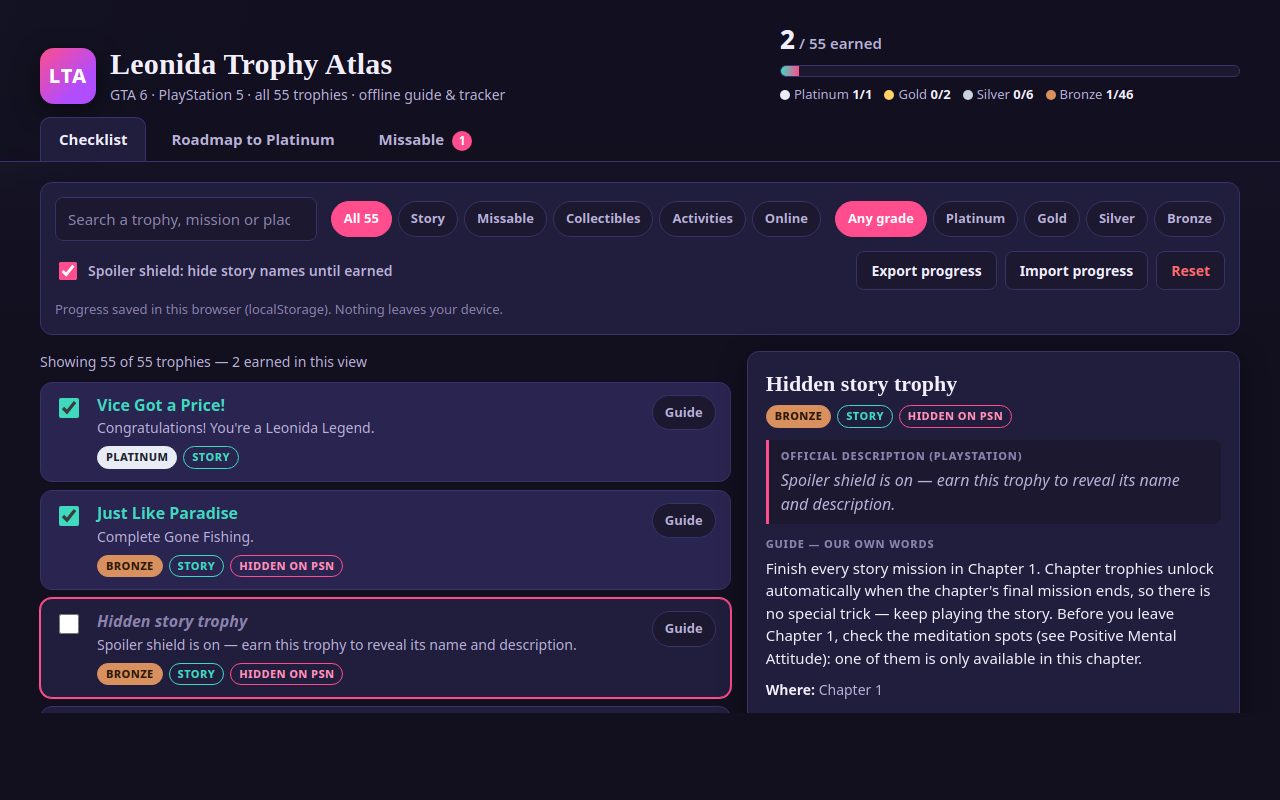 LTA
Leonida Trophy Atlas
GTA 6 · PlayStation 5 · all 55 trophies · offline guide & tracker
2 / 55 earned
Platinum 1/1 Gold 0/2 Silver 0/6 Bronze 1/46
Checklist
Roadmap to Platinum
Missable 1
Search a trophy, mission or plac
All 55
Story
Missable
Collectibles
Activities
Online
Any grade
Platinum
Gold
Silver
Bronze
Spoiler shield: hide story names until earned
Export progress
Import progress
Reset
Progress saved in this browser (localStorage). Nothing leaves your device.
Showing 55 of 55 trophies — 2 earned in this view
Vice Got a Price!
Congratulations! You're a Leonida Legend.
PLATINUM STORY
Guide
Just Like Paradise
Complete Gone Fishing.
BRONZE STORY HIDDEN ON PSN
Guide
Hidden story trophy
Spoiler shield is on — earn this trophy to reveal its name and description.
BRONZE STORY HIDDEN ON PSN
Guide
Hidden story trophy
BRONZE STORY HIDDEN ON PSN
OFFICIAL DESCRIPTION (PLAYSTATION)
Spoiler shield is on — earn this trophy to reveal its name
and description.
GUIDE — OUR OWN WORDS
Finish every story mission in Chapter 1. Chapter trophies unlock
automatically when the chapter's final mission ends, so there is
no special trick — keep playing the story. Before you leave
Chapter 1, check the meditation spots (see Positive Mental
Attitude): one of them is only available in this chapter.
Where: Chapter 1